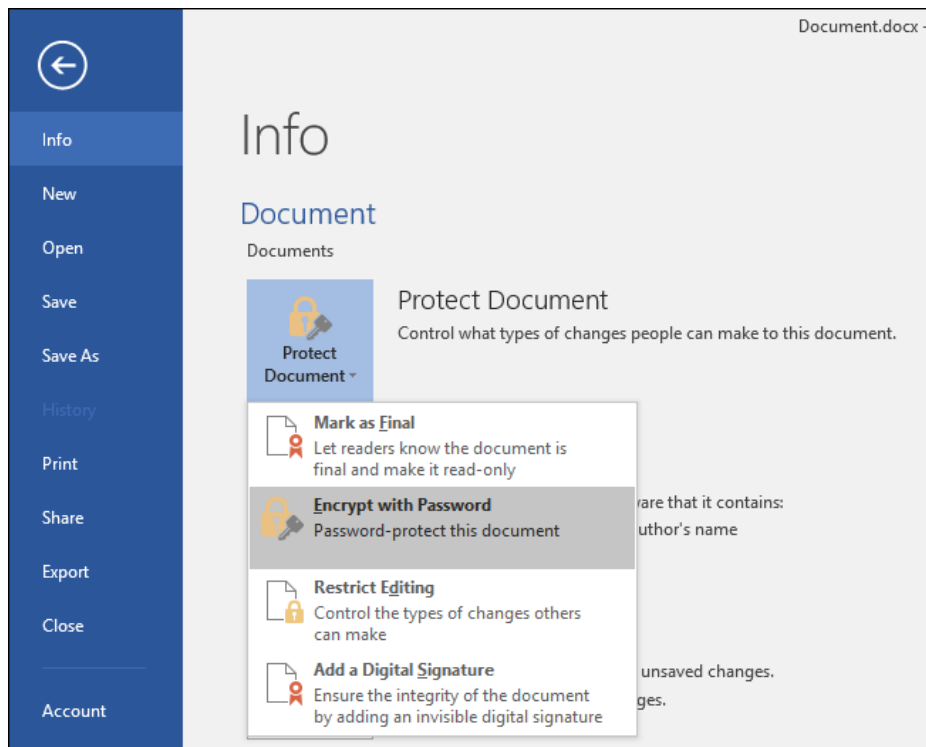 Document.docx -
Info
New
Open
Save
Save As
History
Print
Share
Export
Close
Account
Info
Document
Documents
Protect
Document
Protect Document
Control what types of changes people can make to this document.
Mark as Final
Let readers know the document is
final and make it read-only
Encrypt with Password
Password-protect this document
Restrict Editing
Control the types of changes others
can make
Add a Digital Signature
Ensure the integrity of the document
by adding an invisible digital signature
that it contains:
name
unsaved changes.